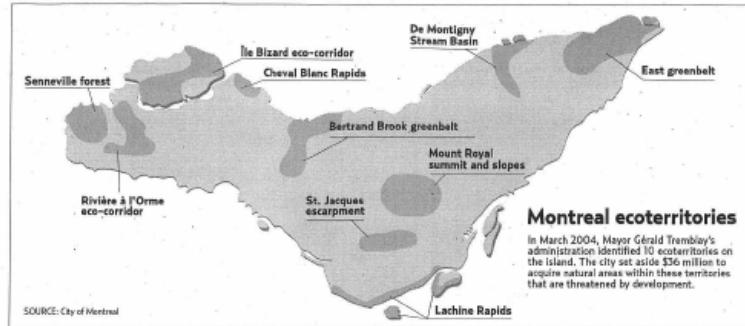 De Montigny
Stream Basin
Île Bizard eco-corridor
Cheval Blanc Rapids
Senneville forest
East greenbelt
Bertrand Brook greenbelt
Mount Royal
summit and slopes
Rivière à l'Orme
eco-corridor
St. Jacques
escarpment
Montreal ecoterritories
In March 2004, Mayor Gérald Tremblay's
administration identified 10 ecoterritories on
the island. The city set aside $36 million to
acquire natural areas within these territories
that are threatened by development.
SOURCE: City of Montreal
Lachine Rapids